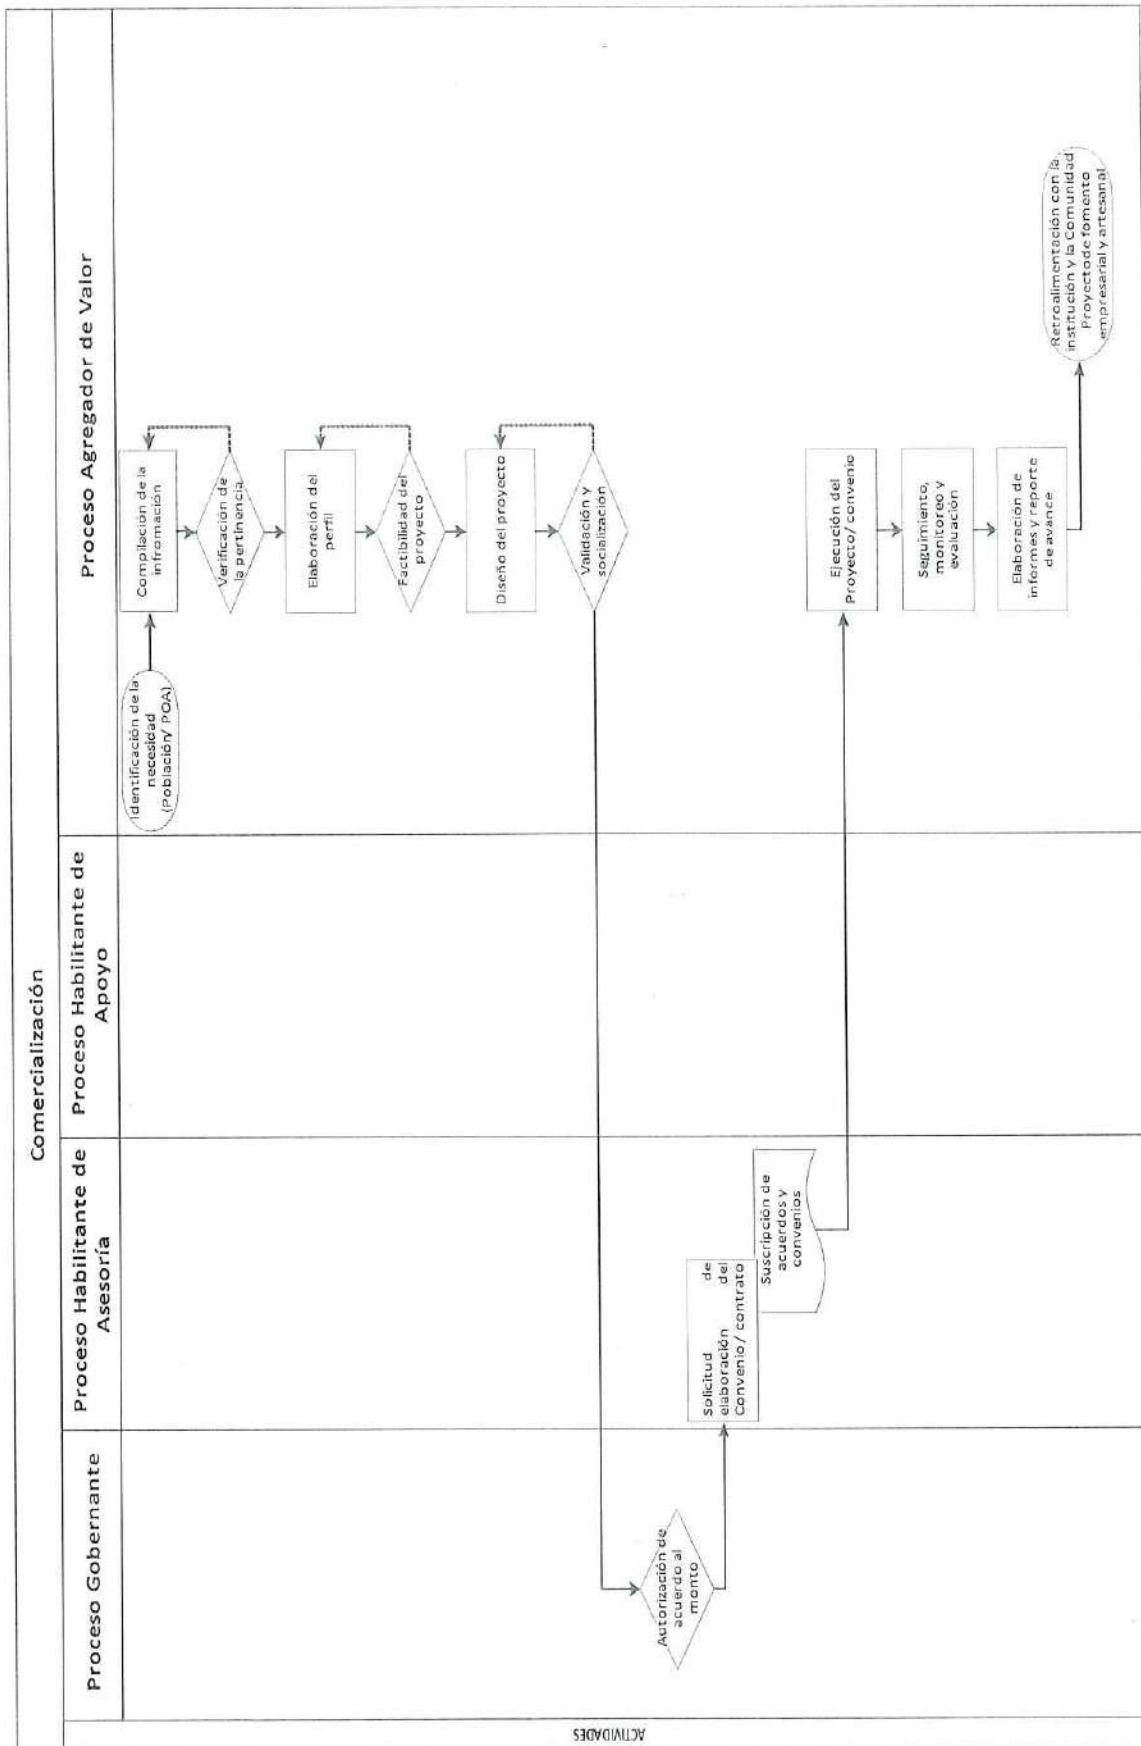 Comercialización
Proceso Gobernante
Proceso Habilitante de
Asesoría
Proceso Habilitante de
Apoyo
Proceso Agregador de Valor
ACTIVIDADES
Identificación de la
necesidad
(Población/ POA)
Compilación de la
información
Verificación de
la pertinencia
Elaboración del
perfil
Factibilidad del
proyecto
Diseño del proyecto
Validación y
socialización
Autorización de
acuerdo al
monto
Solicitud de
elaboración del
Convenio/ contrato
Suscripción de
acuerdos y
convenios
Ejecución del
Proyecto/ convenio
Seguimiento,
monitoreo y
evaluación
Elaboración de
informes y reporte
de avance
Retroalimentación con la
institución y la Comunidad
Proyectode fomento
empresarial y artesanal